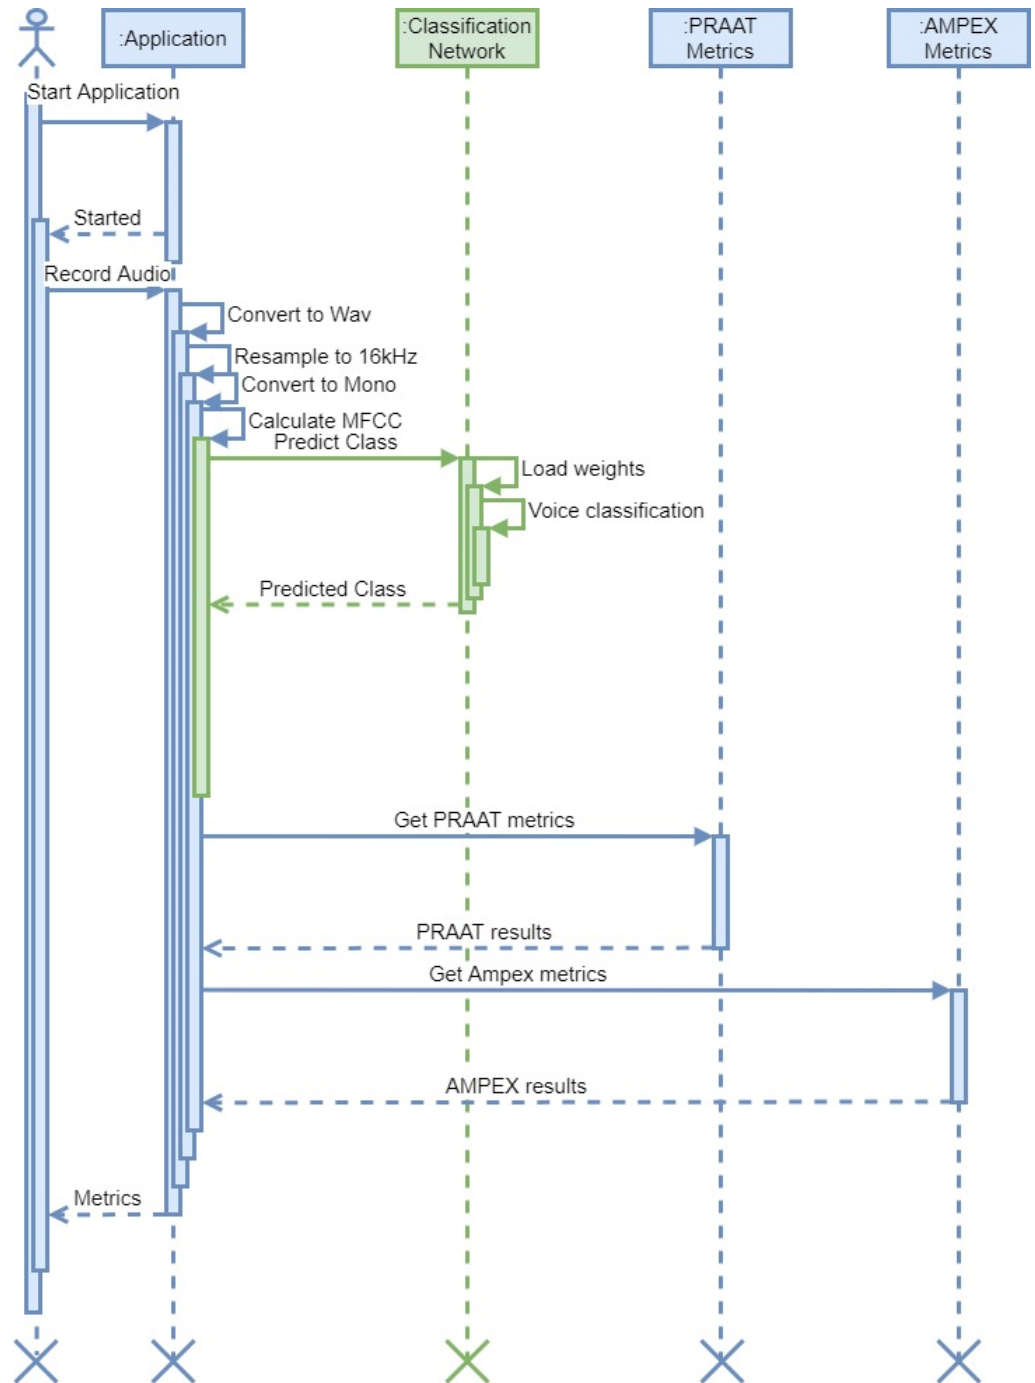 :Application
:Classification
Network
:PRAAT
Metrics
:AMPEX
Metrics
Start Application
Started
Record Audio
Convert to Wav
Resample to 16kHz
Convert to Mono
Calculate MFCC
Predict Class
Load weights
Voice classification
Predicted Class
Get PRAAT metrics
PRAAT results
Get Ampex metrics
AMPEX results
Metrics